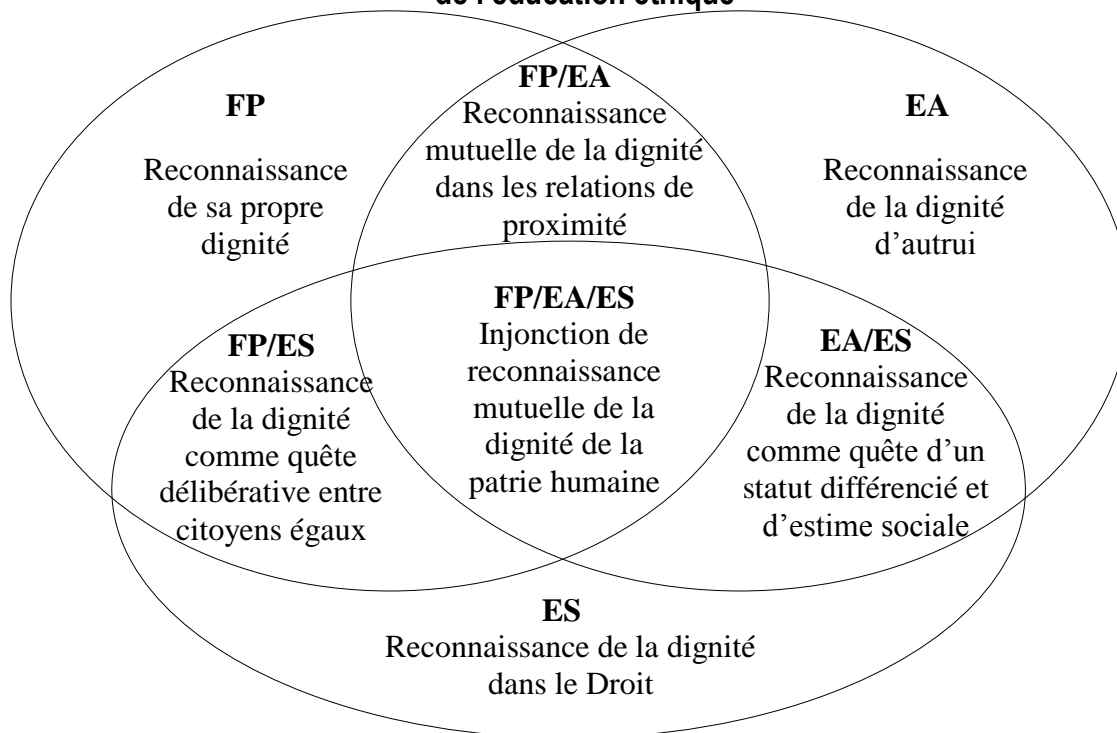 de l'éducation éthique
FP
Reconnaissance
de sa propre
dignité
FP/EA
Reconnaissance
mutuelle de la dignité
dans les relations de
proximité
EA
Reconnaissance
de la dignité
d'autrui
FP/ES
Reconnaissance
de la dignité
comme quête
délibérative entre
citoyens égaux
FP/EA/ES
Injonction de
reconnaissance
mutuelle de la
dignité de la
patrie humaine
EA/ES
Reconnaissance
de la dignité
comme quête d'un
statut différencié et
d'estime sociale
ES
Reconnaissance de la dignité
dans le Droit